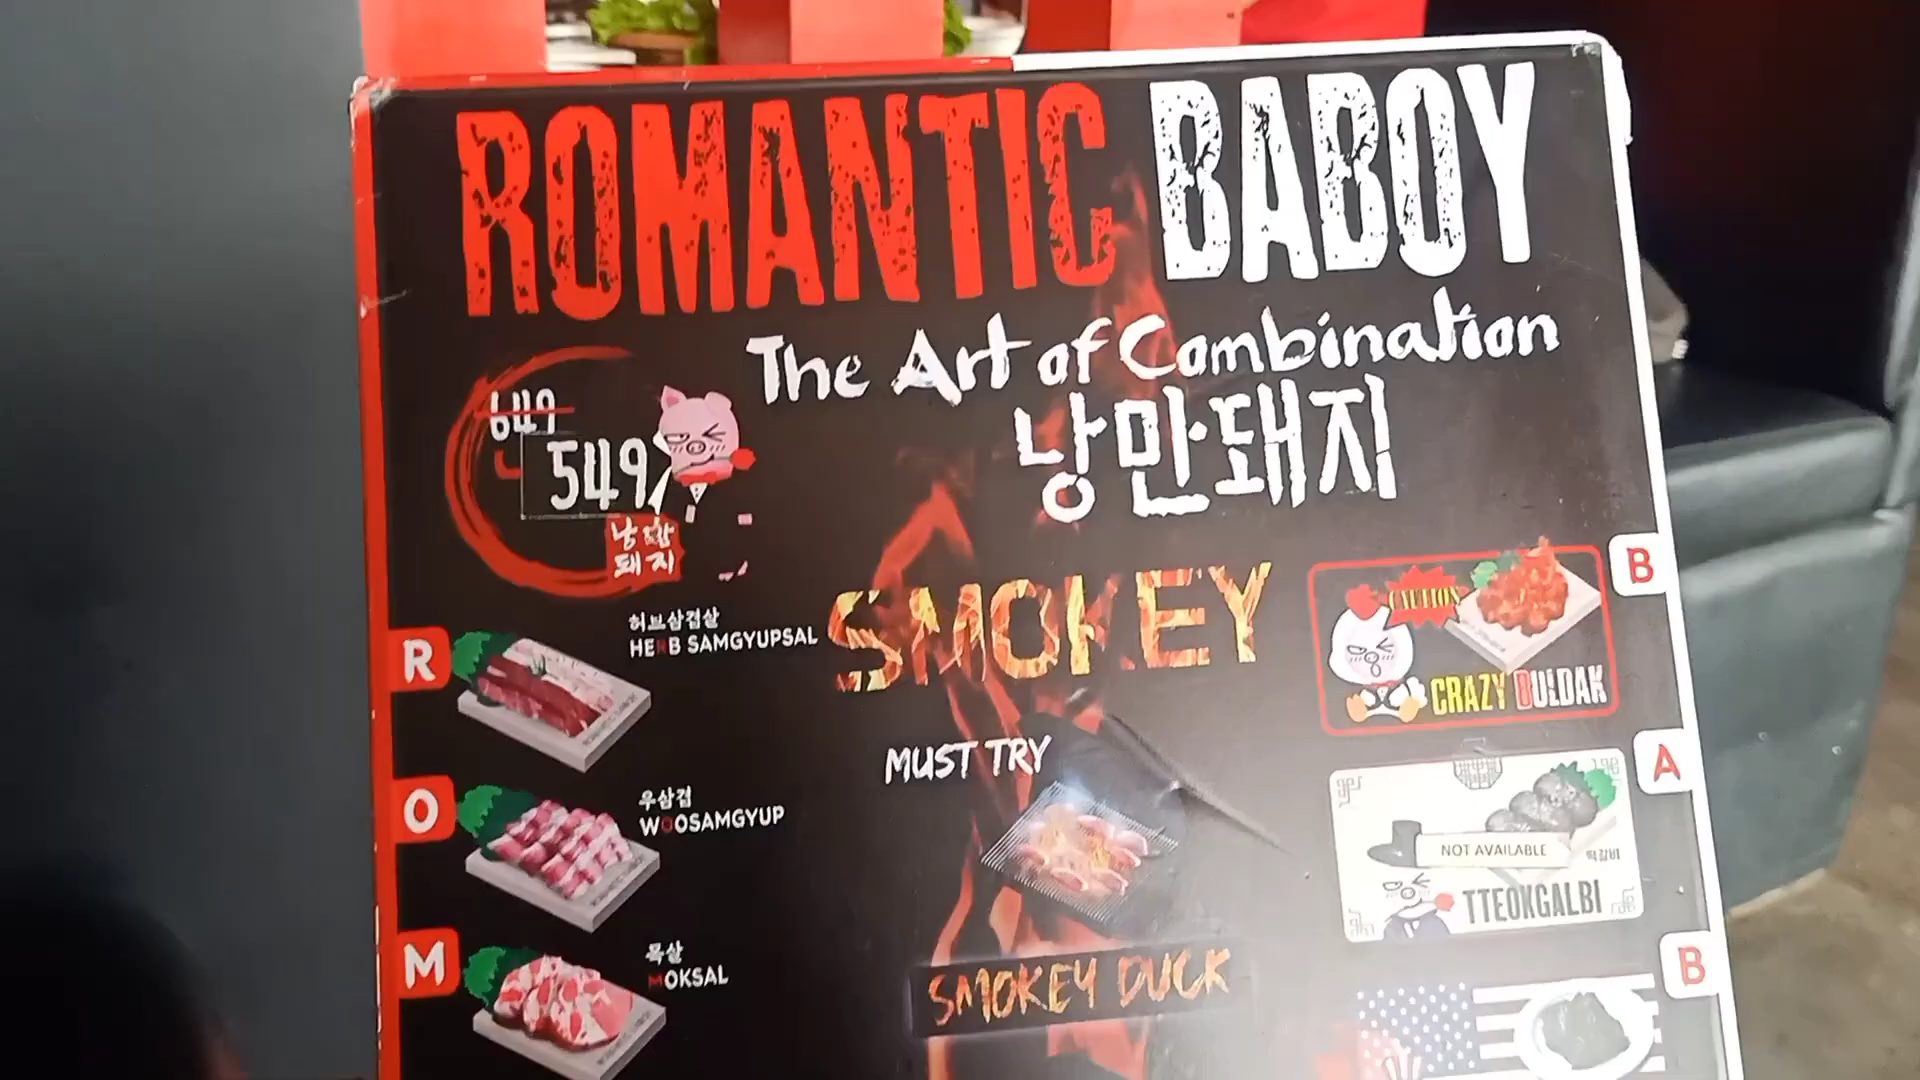 ROMANTIC BABOY
The Art of Combination
낭만돼지
649
549
낭만
돼지
SMOKEY
R
허브삼겹살
HERB SAMGYUPSAL
O
우삼겹
WOOSAMGYUP
M
목살
MOKSAL
MUST TRY
SMOKEY DUCK
B
CAUTION
CRAZY BULDAK
A
NOT AVAILABLE
떡갈비
TTEOKGALBI
B